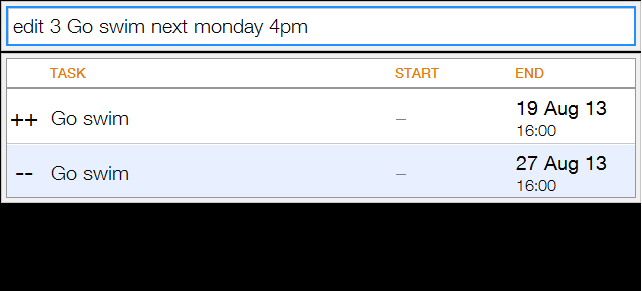 edit 3 Go swim next monday 4pm
TASK START END
++ Go swim – 19 Aug 13
16:00
-- Go swim – 27 Aug 13
16:00